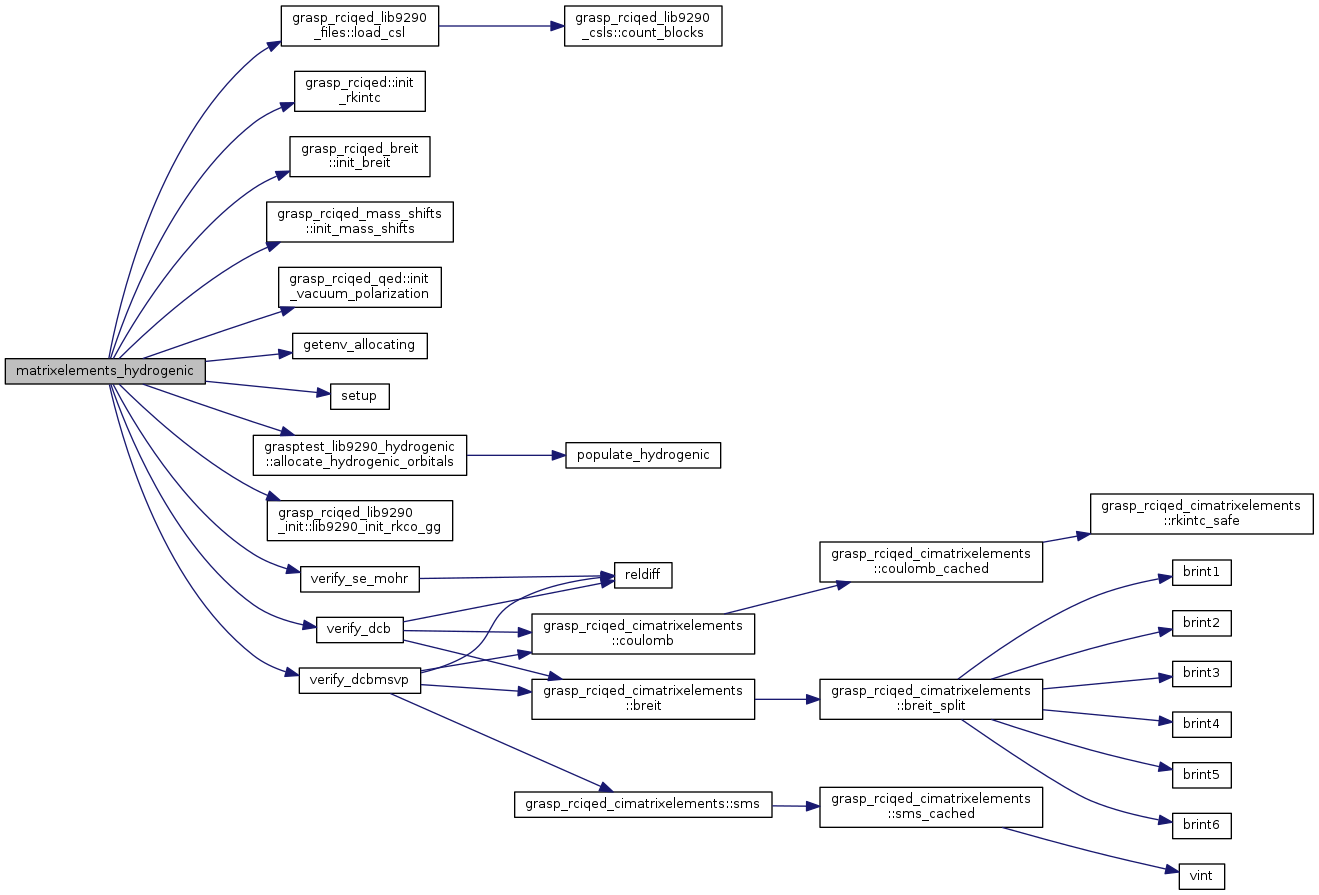 grasp_rciqed_lib9290
_files::load_csl
grasp_rciqed_lib9290
_csls::count_blocks
grasp_rciqed::init
_rkintc
grasp_rciqed_breit
::init_breit
grasp_rciqed_mass_shifts
::init_mass_shifts
grasp_rciqed_qed::init
_vacuum_polarization
getenv_allocating
matrixelements_hydrogenic
setup
grasptest_lib9290_hydrogenic
::allocate_hydrogenic_orbitals
populate_hydrogenic
grasp_rciqed_lib9290
_init::lib9290_init_rkco_gg
grasp_rciqed_cimatrixelements
::rkintc_safe
verify_se_mohr
reldiff
grasp_rciqed_cimatrixelements
::coulomb_cached
brint1
verify_dcb
grasp_rciqed_cimatrixelements
::coulomb
brint2
verify_dcbmsvp
grasp_rciqed_cimatrixelements
::breit
grasp_rciqed_cimatrixelements
::breit_split
brint3
brint4
brint5
grasp_rciqed_cimatrixelements::sms
grasp_rciqed_cimatrixelements
::sms_cached
brint6
vint